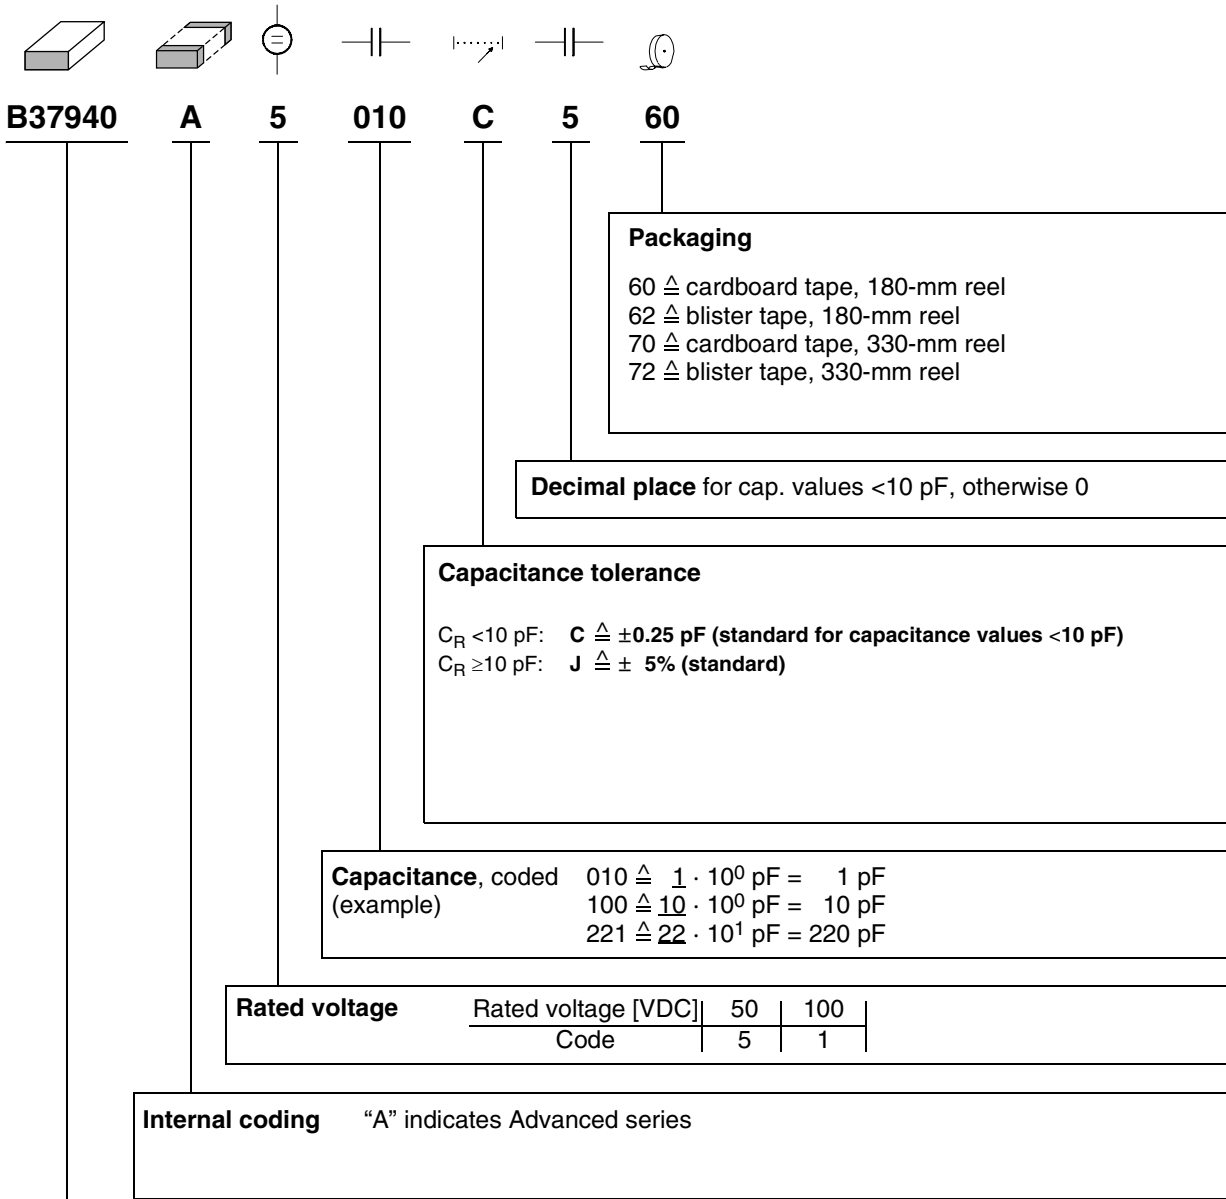 B37940 A 5 010 C 5 60
Packaging
60 ≙ cardboard tape, 180-mm reel
62 ≙ blister tape, 180-mm reel
70 ≙ cardboard tape, 330-mm reel
72 ≙ blister tape, 330-mm reel
Decimal place for cap. values <10 pF, otherwise 0
Capacitance tolerance
C_R <10 pF: C ≙ ±0.25 pF (standard for capacitance values <10 pF)
C_R ≥10 pF: J ≙ ± 5% (standard)
Capacitance, coded 010 ≙ 1 · 10⁰ pF = 1 pF
(example) 100 ≙ 10 · 10⁰ pF = 10 pF
221 ≙ 22 · 10¹ pF = 220 pF
Rated voltage Rated voltage [VDC] 50 100
Code 5 1
Internal coding “A” indicates Advanced series